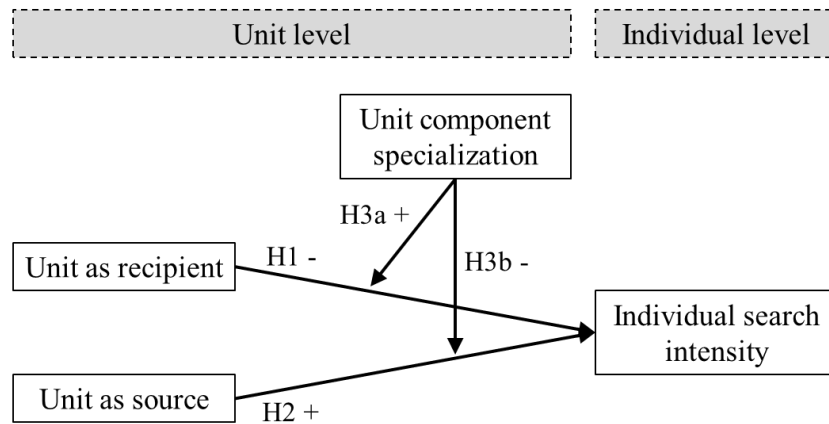 Unit level
Individual level
Unit component
specialization
H3a +
H1 -
H3b -
Unit as recipient
Individual search
intensity
Unit as source
H2 +